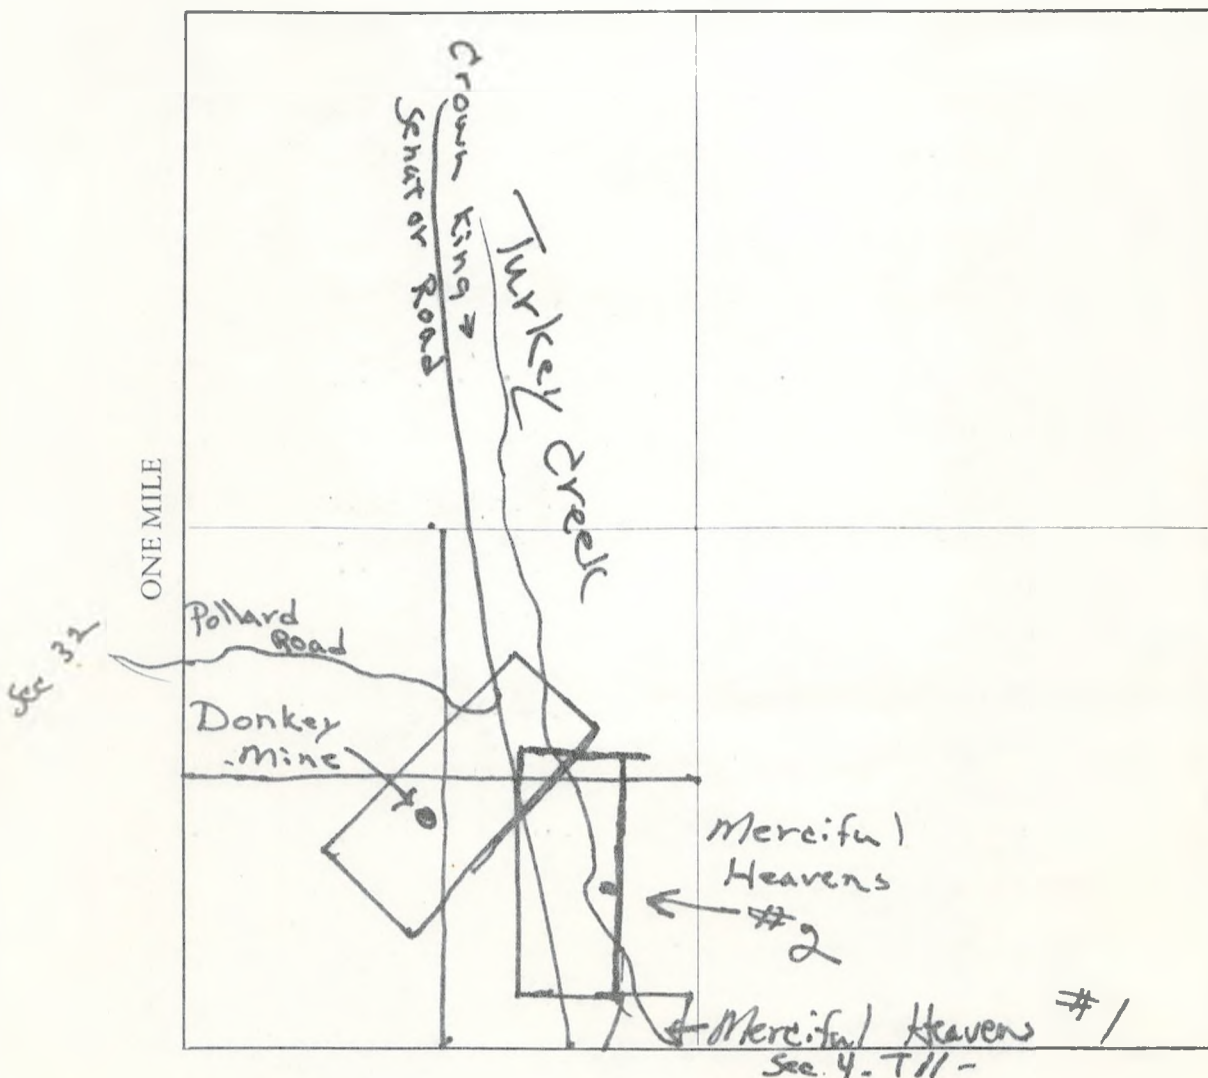 Crown King →
Senator Road
Turkey Creek
ONE MILE
Pollard
Road
Sec 32
Donkey
Mine
Merciful
Heavens
#2
Merciful Heavens #1
Sec. 4 - T11 -